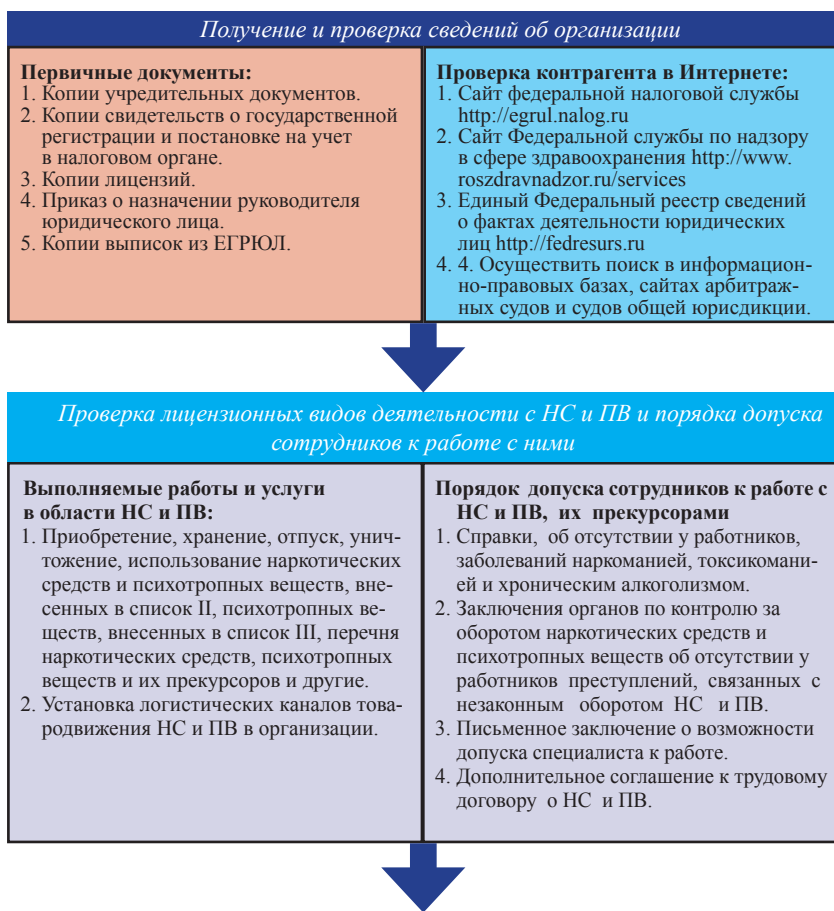 Получение и проверка сведений об организации
Первичные документы:
1. Копии учредительных документов.
2. Копии свидетельств о государственной
регистрации и постановке на учет
в налоговом органе.
3. Копии лицензий.
4. Приказ о назначении руководителя
юридического лица.
5. Копии выписок из ЕГРЮЛ.
Проверка контрагента в Интернете:
1. Сайт федеральной налоговой службы
http://egrul.nalog.ru
2. Сайт Федеральной службы по надзору
в сфере здравоохранения http://www.
roszdravnadzor.ru/services
3. Единый Федеральный реестр сведений
о фактах деятельности юридических
лиц http://fedresurs.ru
4. 4. Осуществить поиск в информацион-
но-правовых базах, сайтах арбитраж-
ных судов и судов общей юрисдикции.
Проверка лицензионных видов деятельности с НС и ПВ и порядка допуска
сотрудников к работе с ними
Выполняемые работы и услуги
в области НС и ПВ:
1. Приобретение, хранение, отпуск, унич-
тожение, использование наркотических
средств и психотропных веществ, вне-
сенных в список II, психотропных ве-
ществ, внесенных в список III, перечня
наркотических средств, психотропных
веществ и их прекурсоров и другие.
2. Установка логистических каналов това-
родвижения НС и ПВ в организации.
Порядок допуска сотрудников к работе с
НС и ПВ, их прекурсорами
1. Справки, об отсутствии у работников,
заболеваний наркоманией, токсикомани-
ей и хроническим алкоголизмом.
2. Заключения органов по контролю за
оборотом наркотических средств и
психотропных веществ об отсутствии у
работников преступлений, связанных с
незаконным оборотом НС и ПВ.
3. Письменное заключение о возможности
допуска специалиста к работе.
4. Дополнительное соглашение к трудовому
договору о НС и ПВ.